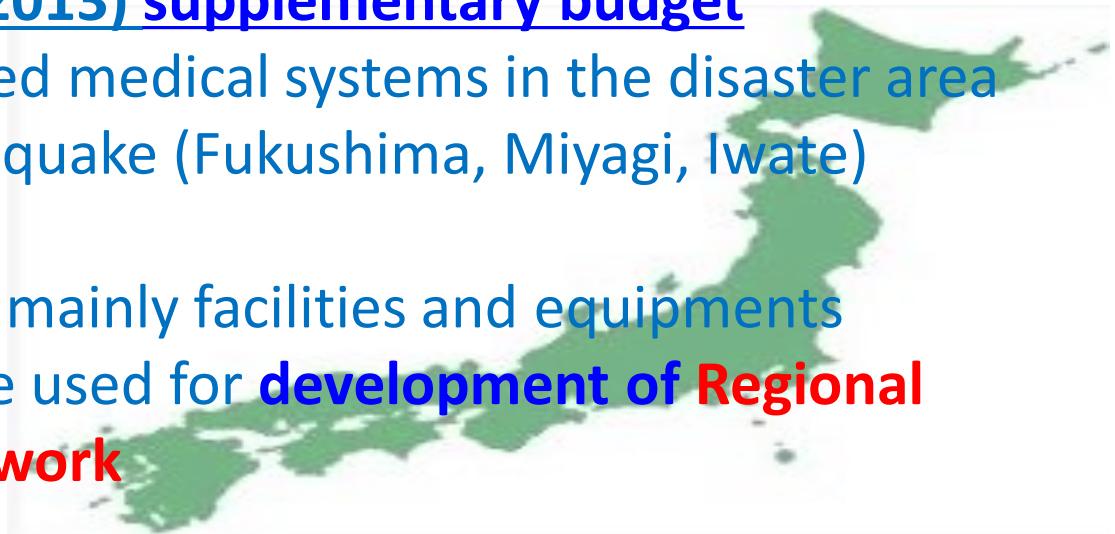 2013) supplementary budget
ed medical systems in the disaster area
quake (Fukushima, Miyagi, Iwate)
mainly facilities and equipments
e used for development of Regional
work